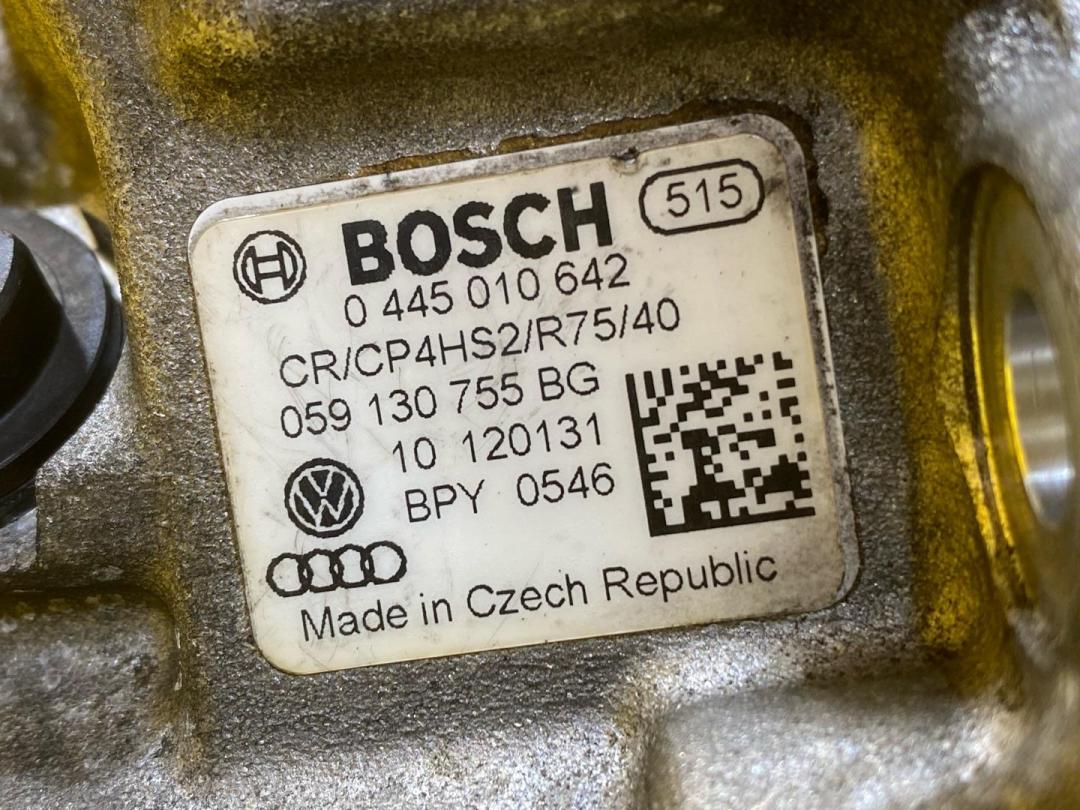 BOSCH 515
0 445 010 642
CR/CP4HS2/R75/40
059 130 755 BG
10 120131
BPY 0546
Made in Czech Republic